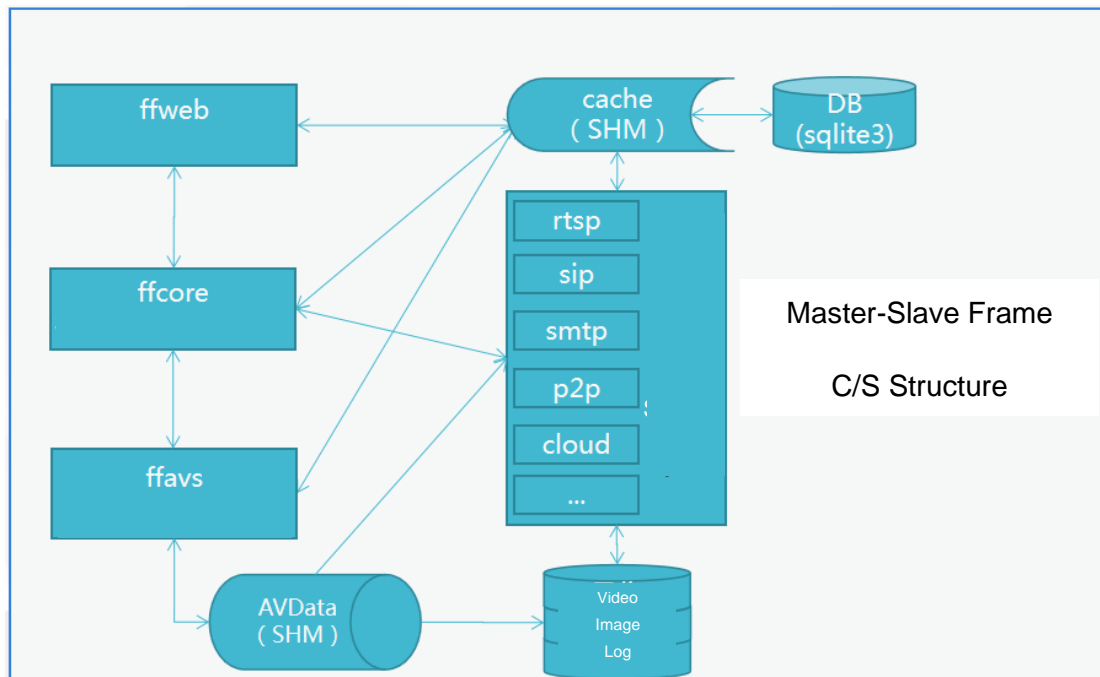 ffweb
cache
( SHM )
DB
(sqlite3)
rtsp
sip
smtp
p2p
cloud
...
ffcore
ffavs
Master-Slave Frame
C/S Structure
AVData
( SHM )
Video
Image
Log